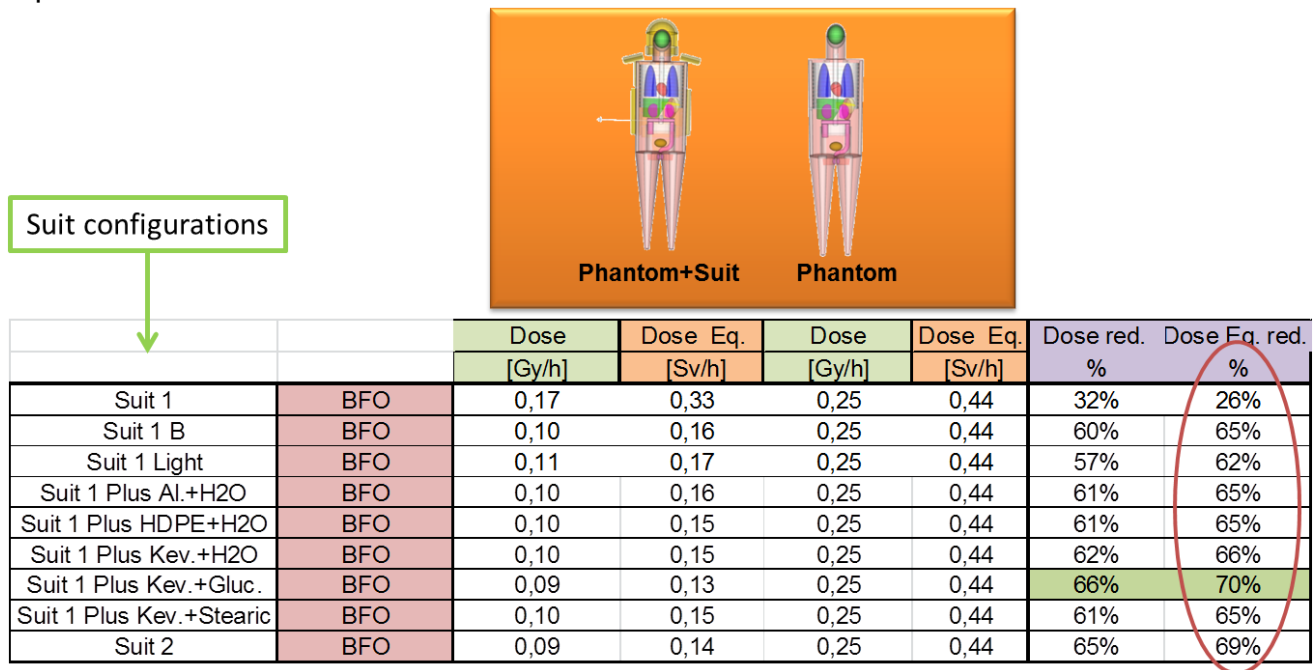 Phantom+Suit Phantom
Suit configurations
Dose Dose Eq. Dose Dose Eq. Dose red. Dose Eq. red.
[Gy/h] [Sv/h] [Gy/h] [Sv/h] % %
Suit 1 BFO 0,17 0,33 0,25 0,44 32% 26%
Suit 1 B BFO 0,10 0,16 0,25 0,44 60% 65%
Suit 1 Light BFO 0,11 0,17 0,25 0,44 57% 62%
Suit 1 Plus Al.+H2O BFO 0,10 0,16 0,25 0,44 61% 65%
Suit 1 Plus HDPE+H2O BFO 0,10 0,15 0,25 0,44 61% 65%
Suit 1 Plus Kev.+H2O BFO 0,10 0,15 0,25 0,44 62% 66%
Suit 1 Plus Kev.+Gluc. BFO 0,09 0,13 0,25 0,44 66% 70%
Suit 1 Plus Kev.+Stearic BFO 0,10 0,15 0,25 0,44 61% 65%
Suit 2 BFO 0,09 0,14 0,25 0,44 65% 69%